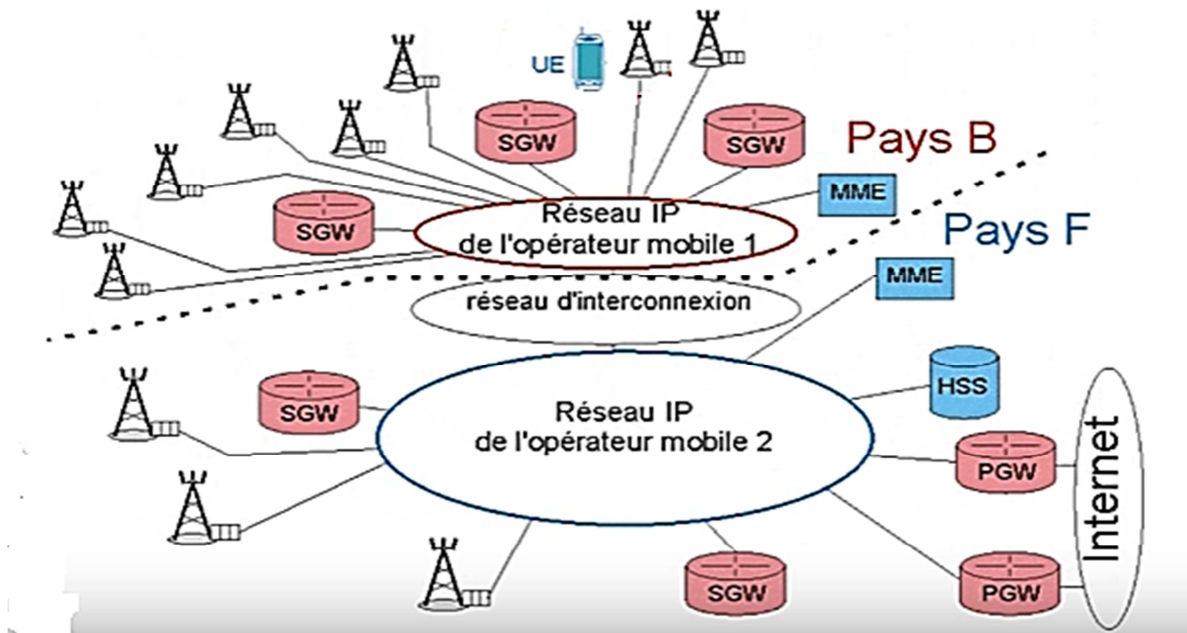 UE
SGW
SGW
Pays B
MME
SGW
Réseau IP
de l'opérateur mobile 1
Pays F
MME
réseau d'interconnexion
HSS
SGW
Réseau IP
de l'opérateur mobile 2
PGW
Internet
SGW
PGW